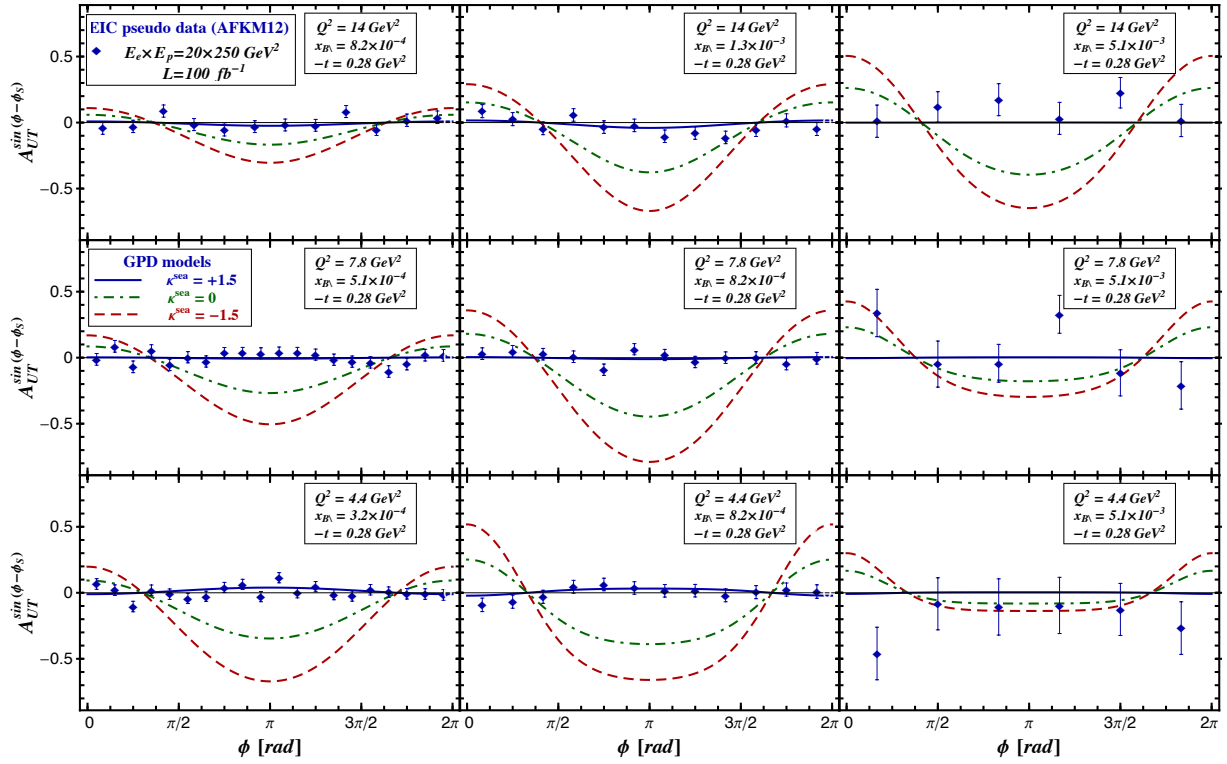 EIC pseudo data (AFKM12)
E_e×E_p=20×250 GeV²
L=100 fb⁻¹
Q² = 14 GeV²
x_B\ = 8.2×10⁻⁴
−t = 0.28 GeV²
Q² = 14 GeV²
x_B\ = 1.3×10⁻³
−t = 0.28 GeV²
Q² = 14 GeV²
x_B\ = 5.1×10⁻³
−t = 0.28 GeV²
A_UT^sin(ϕ−ϕ_S)
0.5
0
−0.5
GPD models
κ^sea = +1.5
κ^sea = 0
κ^sea = −1.5
Q² = 7.8 GeV²
x_B\ = 5.1×10⁻⁴
−t = 0.28 GeV²
Q² = 7.8 GeV²
x_B\ = 8.2×10⁻⁴
−t = 0.28 GeV²
Q² = 7.8 GeV²
x_B\ = 5.1×10⁻³
−t = 0.28 GeV²
A_UT^sin(ϕ−ϕ_S)
0.5
0
−0.5
Q² = 4.4 GeV²
x_B\ = 3.2×10⁻⁴
−t = 0.28 GeV²
Q² = 4.4 GeV²
x_B\ = 8.2×10⁻⁴
−t = 0.28 GeV²
Q² = 4.4 GeV²
x_B\ = 5.1×10⁻³
−t = 0.28 GeV²
A_UT^sin(ϕ−ϕ_S)
0.5
0
−0.5
0 π/2 π 3π/2 2π
0 π/2 π 3π/2 2π
0 π/2 π 3π/2 2π
ϕ [rad]
ϕ [rad]
ϕ [rad]